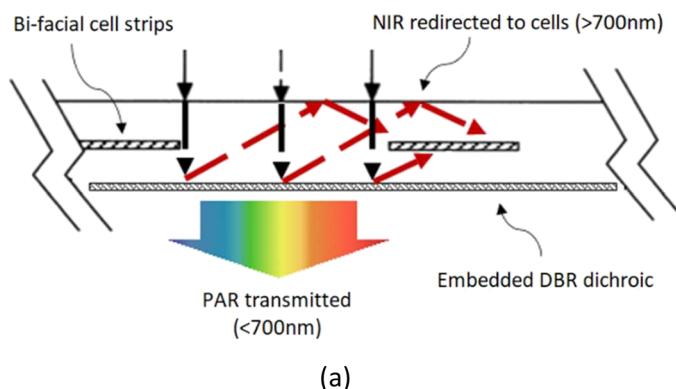 Bi-facial cell strips
NIR redirected to cells (>700nm)
PAR transmitted
(<700nm)
Embedded DBR dichroic
(a)